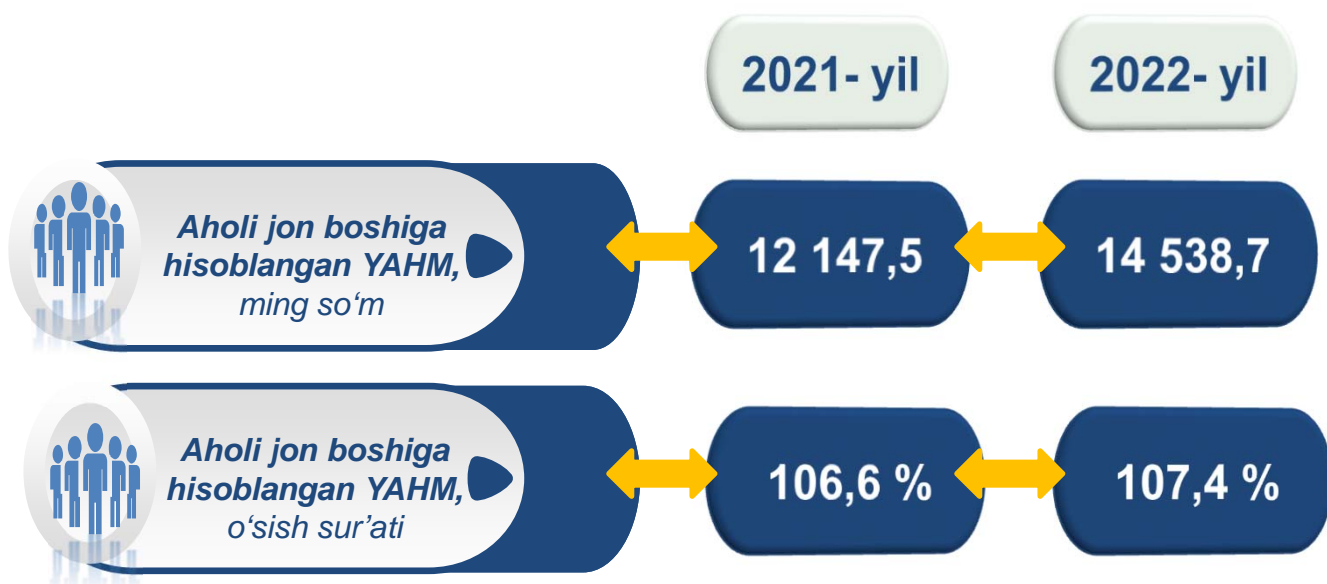 2021- yil
2022- yil
Aholi jon boshiga
hisoblangan YAHM,
ming so‘m
12 147,5
14 538,7
Aholi jon boshiga
hisoblangan YAHM,
o‘sish sur’ati
106,6 %
107,4 %